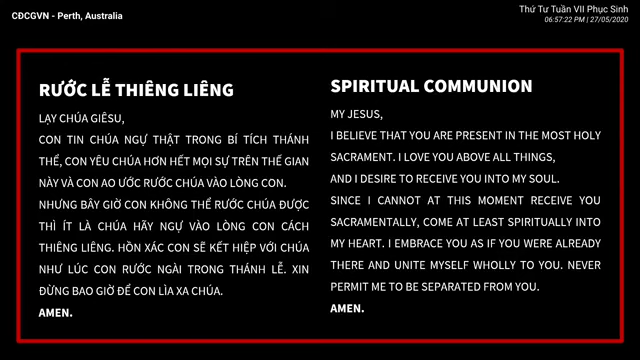 CĐCGVN - Perth, Australia
Thứ Tư Tuần VII Phục Sinh
06:57:22 PM | 27/05/2020
RƯỚC LỄ THIÊNG LIÊNG
LẠY CHÚA GIÊSU,
CON TIN CHÚA NGỰ THẬT TRONG BÍ TÍCH THÁNH
THỂ, CON YÊU CHÚA HƠN HẾT MỌI SỰ TRÊN THẾ GIAN
NÀY VÀ CON AO ƯỚC RƯỚC CHÚA VÀO LÒNG CON.
NHƯNG BÂY GIỜ CON KHÔNG THỂ RƯỚC CHÚA ĐƯỢC
THÌ ÍT LÀ CHÚA HÃY NGỰ VÀO LÒNG CON CÁCH
THIÊNG LIÊNG. HỒN XÁC CON SẼ KẾT HIỆP VỚI CHÚA
NHƯ LÚC CON RƯỚC NGÀI TRONG THÁNH LỄ. XIN
ĐỪNG BAO GIỜ ĐỂ CON LÌA XA CHÚA.
AMEN.
SPIRITUAL COMMUNION
MY JESUS,
I BELIEVE THAT YOU ARE PRESENT IN THE MOST HOLY
SACRAMENT. I LOVE YOU ABOVE ALL THINGS,
AND I DESIRE TO RECEIVE YOU INTO MY SOUL.
SINCE I CANNOT AT THIS MOMENT RECEIVE YOU
SACRAMENTALLY, COME AT LEAST SPIRITUALLY INTO
MY HEART. I EMBRACE YOU AS IF YOU WERE ALREADY
THERE AND UNITE MYSELF WHOLLY TO YOU. NEVER
PERMIT ME TO BE SEPARATED FROM YOU.
AMEN.